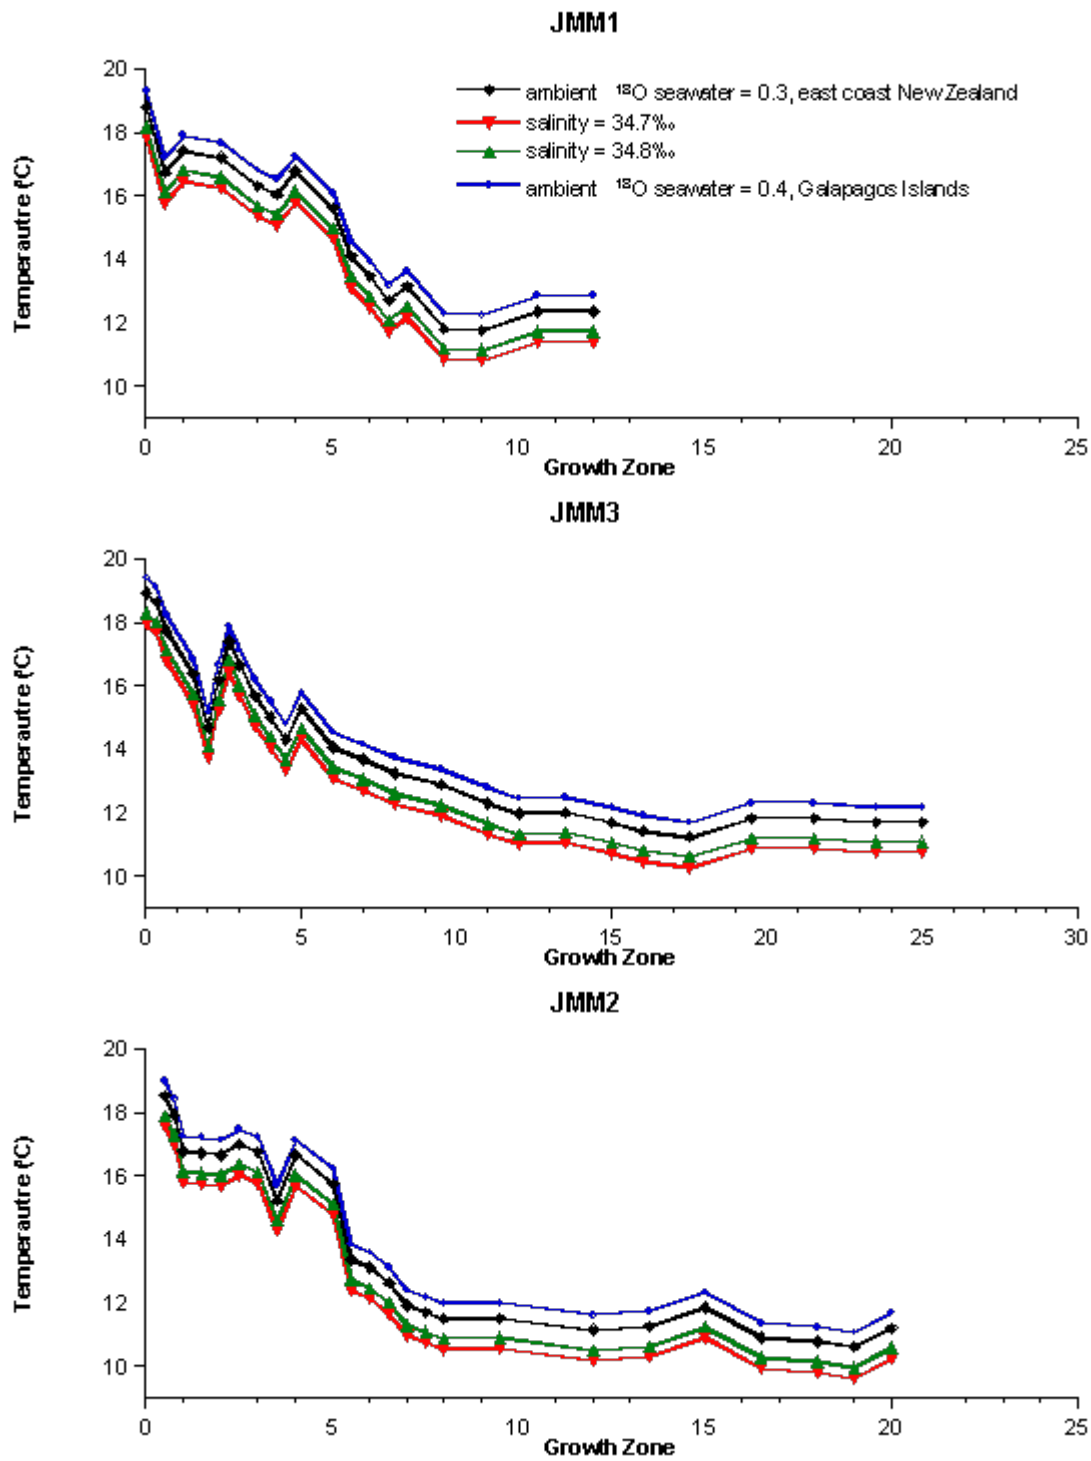 JMM1
20
18
16
14
12
10
Temperautre (ºC)
ambient ¹⁸O seawater = 0.3, east coast New Zealand
salinity = 34.7‰
salinity = 34.8‰
ambient ¹⁸O seawater = 0.4, Galapagos Islands
0 5 10 15 20 25
Growth Zone
JMM3
20
18
16
14
12
10
Temperautre (ºC)
0 5 10 15 20 25 30
Growth Zone
JMM2
20
18
16
14
12
10
Temperautre (ºC)
0 5 10 15 20 25
Growth Zone